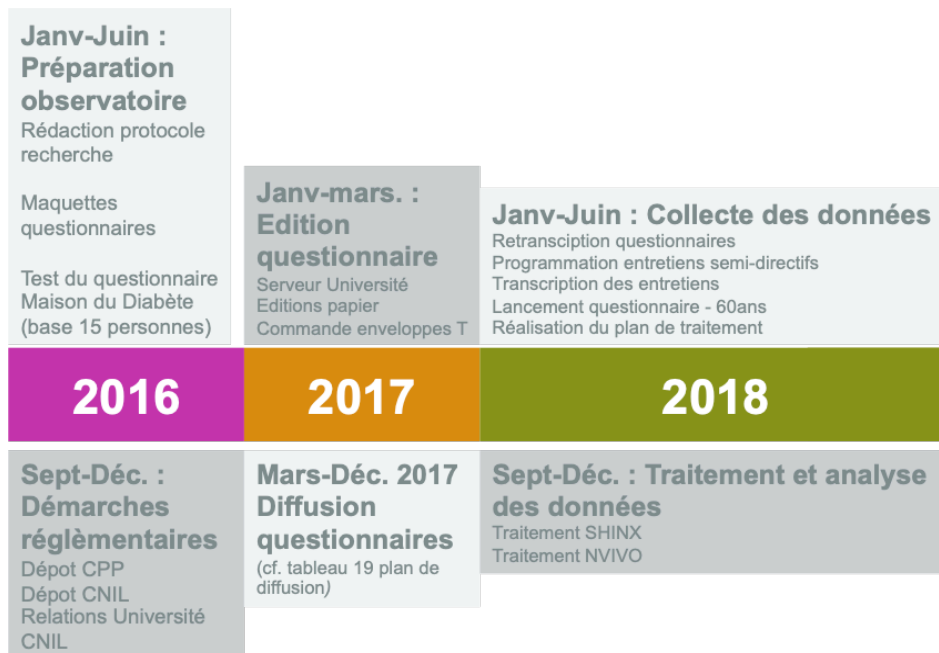 Janv-Juin :
Préparation
observatoire
Rédaction protocole
recherche
Maquettes
questionnaires
Test du questionnaire
Maison du Diabète
(base 15 personnes)
Janv-mars. :
Edition
questionnaire
Serveur Université
Editions papier
Commande enveloppes T
Janv-Juin : Collecte des données
Retransciption questionnaires
Programmation entretiens semi-directifs
Transcription des entretiens
Lancement questionnaire - 60ans
Réalisation du plan de traitement
2016
2017
2018
Sept-Déc. :
Démarches
réglèmentaires
Dépot CPP
Dépot CNIL
Relations Université
CNIL
Mars-Déc. 2017
Diffusion
questionnaires
(cf. tableau 19 plan de
diffusion)
Sept-Déc. : Traitement et analyse
des données
Traitement SHINX
Traitement NVIVO